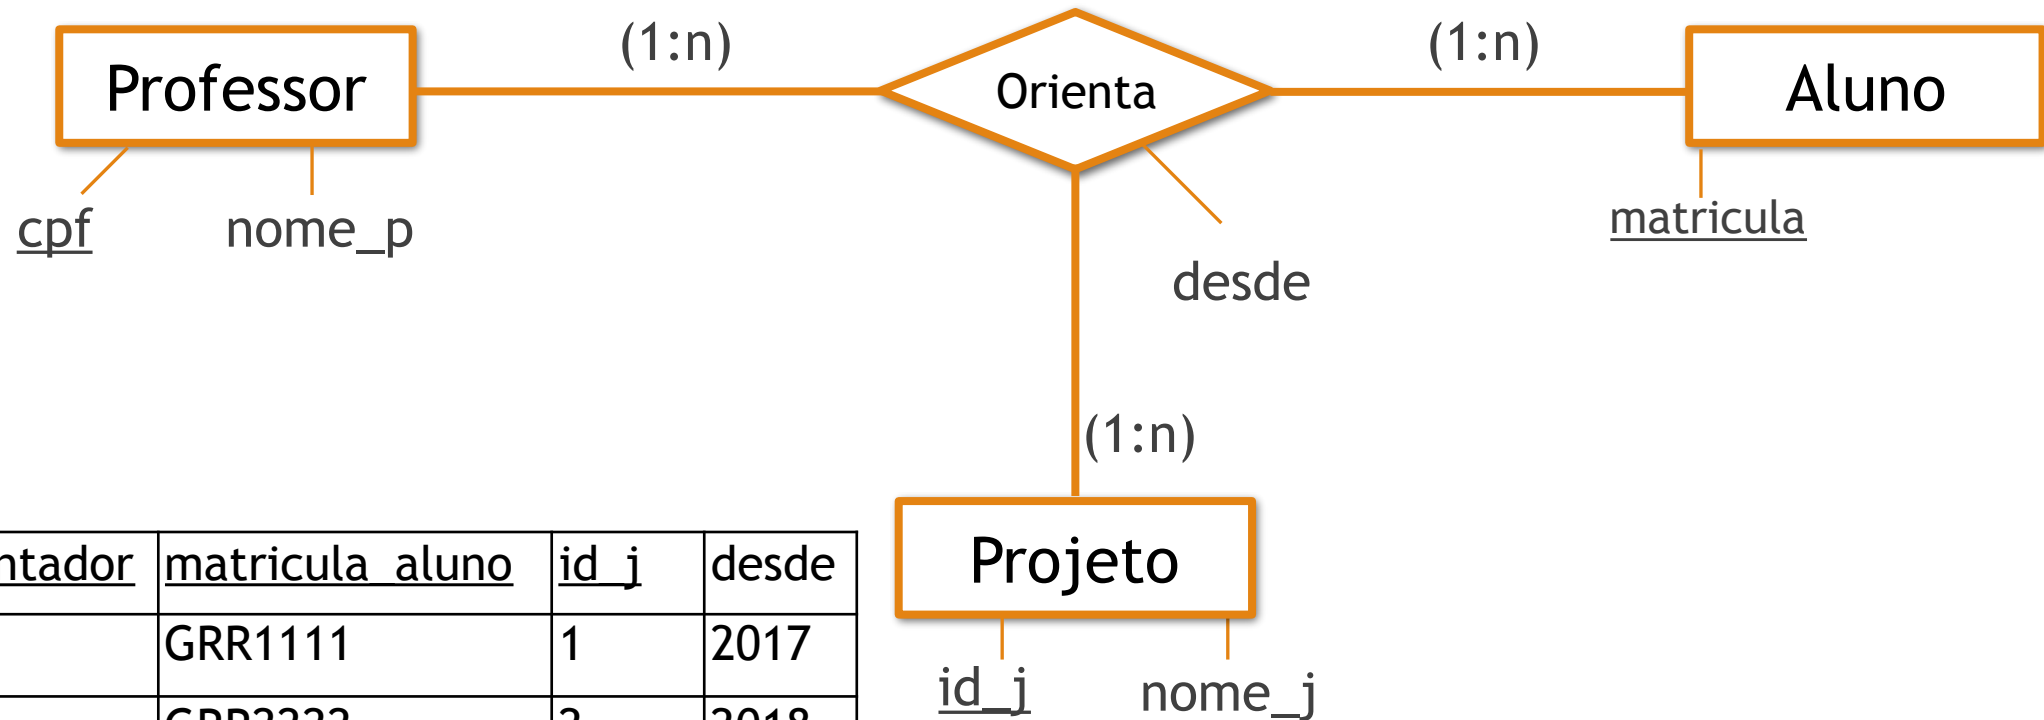 Professor
(1:n)
Orienta
(1:n)
Aluno
cpf
nome_p
desde
matricula
(1:n)
Projeto
id_j
nome_j
ntador matricula_aluno id_j desde
GRR1111 1 2017
2018